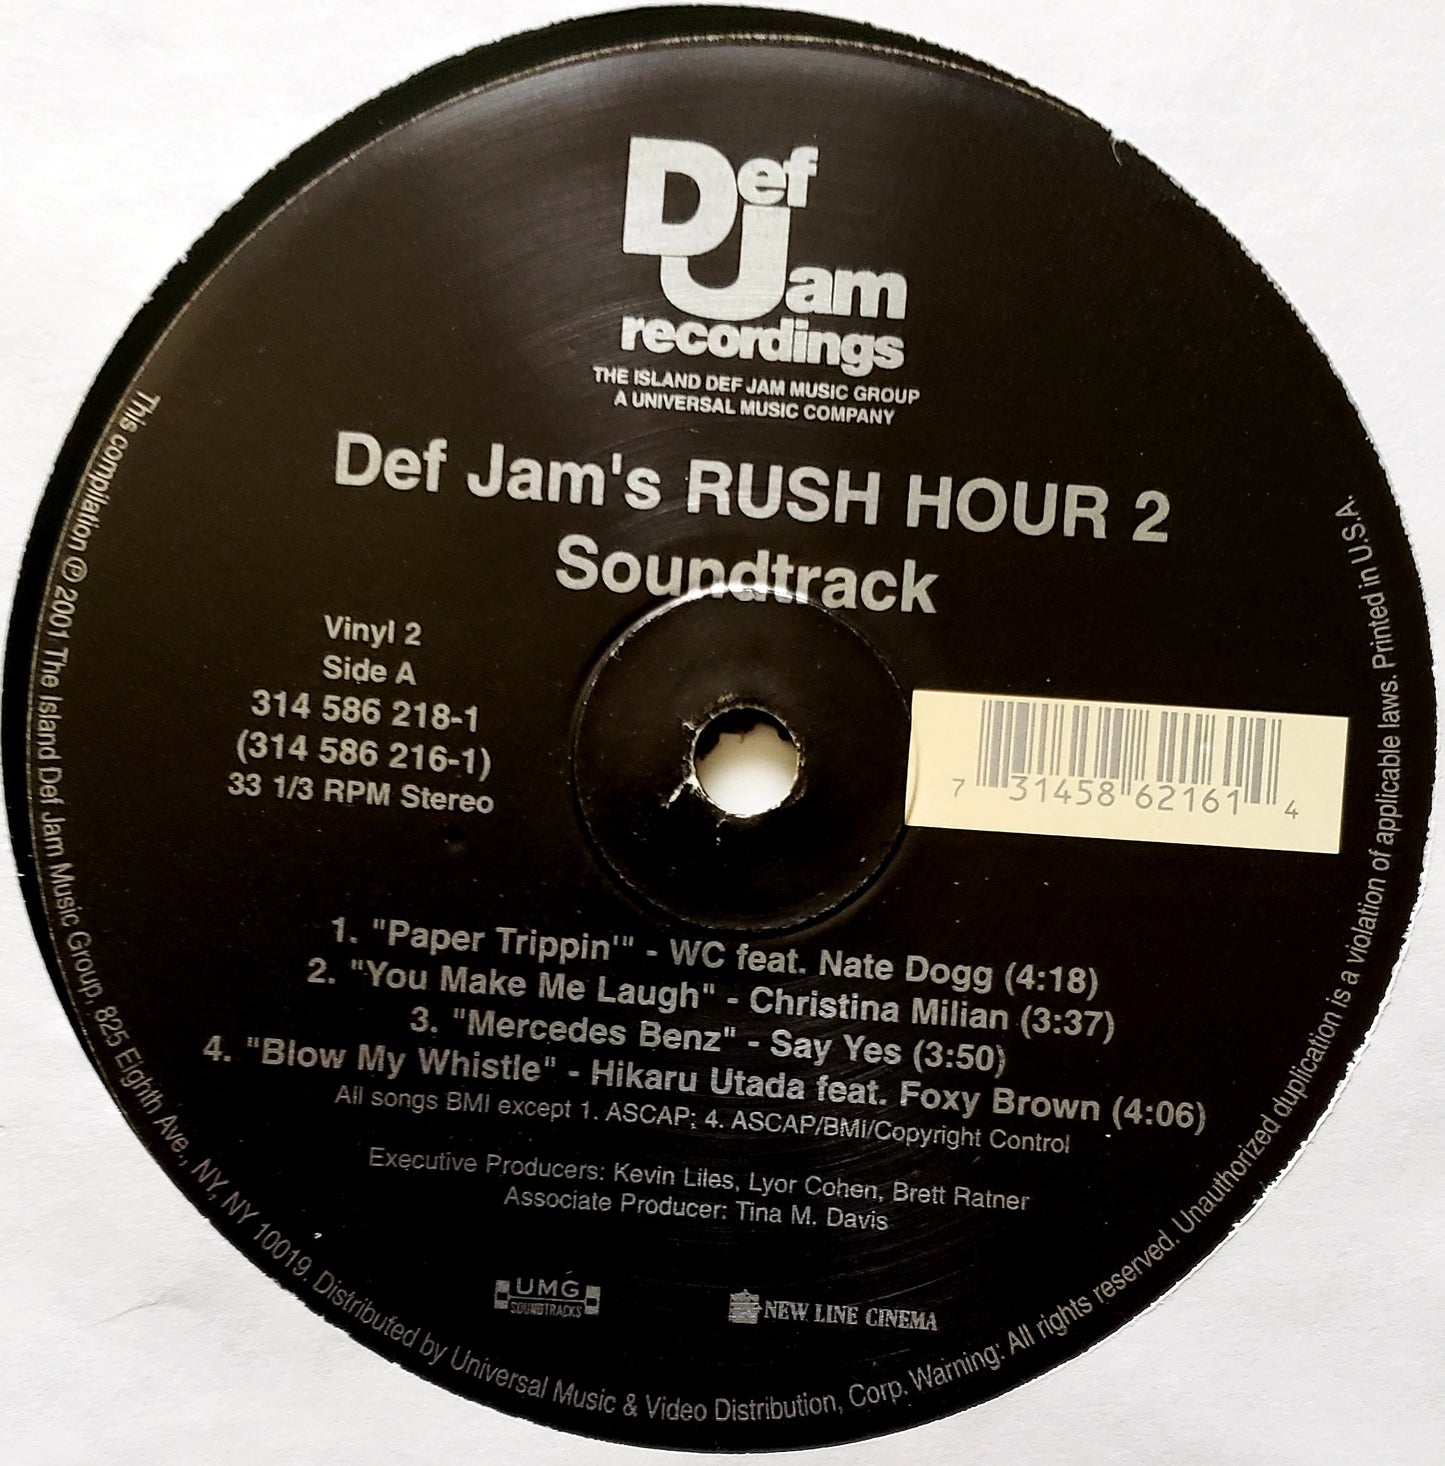 Def Jam
recordings
THE ISLAND DEF JAM MUSIC GROUP
A UNIVERSAL MUSIC COMPANY
Def Jam's RUSH HOUR 2
Soundtrack
Vinyl 2
Side A
314 586 218-1
(314 586 216-1)
33 1/3 RPM Stereo
7 31458 62161 4
1. "Paper Trippin'" - WC feat. Nate Dogg (4:18)
2. "You Make Me Laugh" - Christina Milian (3:37)
3. "Mercedes Benz" - Say Yes (3:50)
4. "Blow My Whistle" - Hikaru Utada feat. Foxy Brown (4:06)
All songs BMI except 1. ASCAP; 4. ASCAP/BMI/Copyright Control
Executive Producers: Kevin Liles, Lyor Cohen, Brett Ratner
Associate Producer: Tina M. Davis
UMG
SOUNDTRACKS
NEW LINE CINEMA
This compilation ℗ 2001 The Island Def Jam Music Group, 825 Eighth Ave., NY, NY 10019. Distributed by Universal Music & Video Distribution, Corp. Warning: All rights reserved. Unauthorized duplication is a violation of applicable laws. Printed in U.S.A.